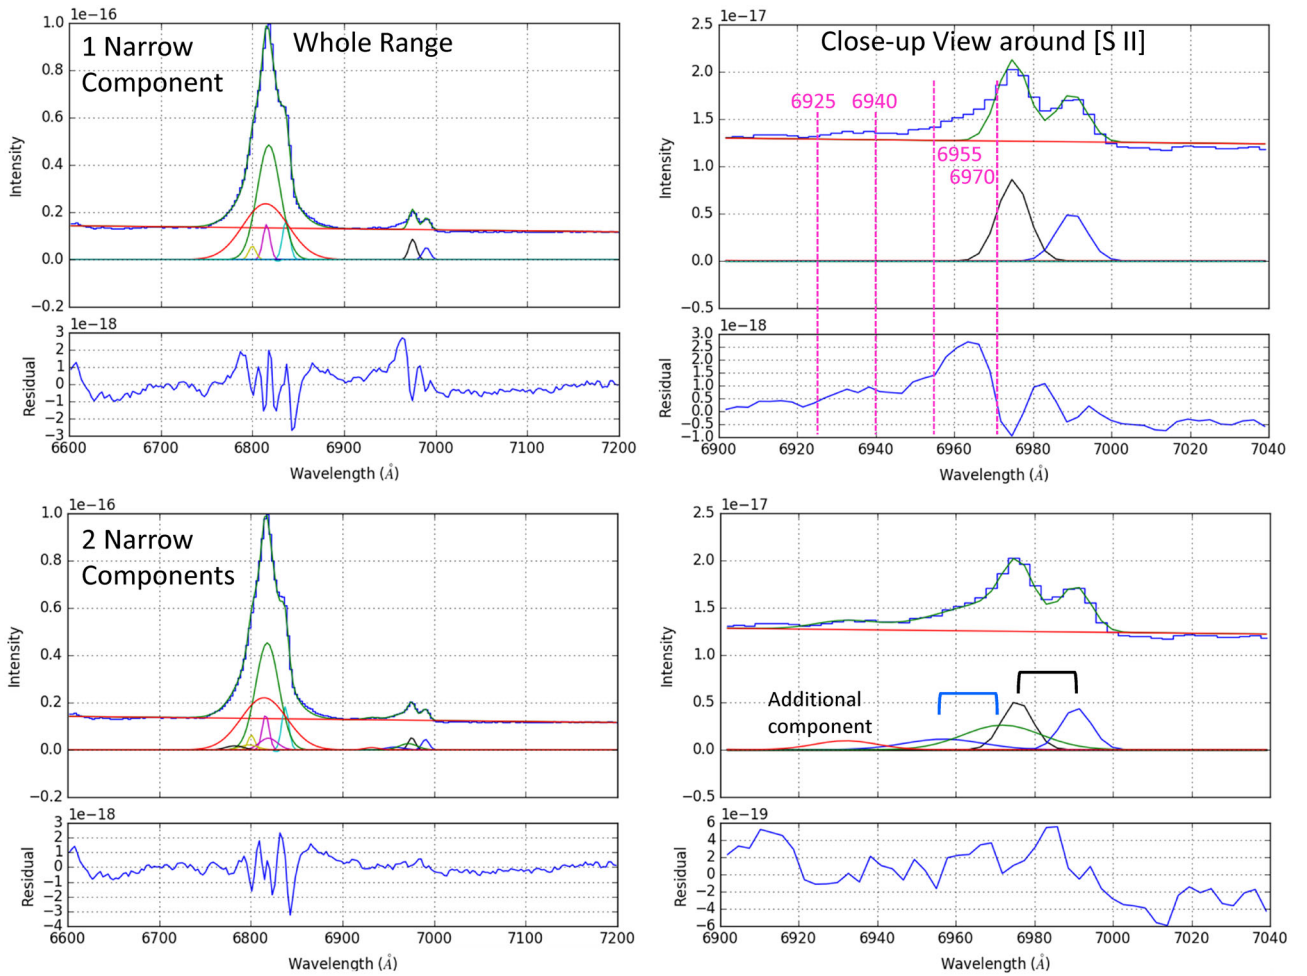 1e−16
1 Narrow
Component
Whole Range
1.0
0.8
0.6
0.4
0.2
0.0
−0.2
Intensity
1e−18
3
2
1
0
−1
−2
−3
Residual
6600 6700 6800 6900 7000 7100 7200
Wavelength (Å)
1e−17
Close-up View around [S II]
2.5
2.0
1.5
1.0
0.5
0.0
−0.5
Intensity
6925 6940
6955
6970
1e−18
3.0
2.5
2.0
1.5
1.0
0.5
0.0
−0.5
−1.0
Residual
6900 6920 6940 6960 6980 7000 7020 7040
Wavelength (Å)
1e−16
2 Narrow
Components
1.0
0.8
0.6
0.4
0.2
0.0
−0.2
Intensity
1e−18
3
2
1
0
−1
−2
−3
−4
Residual
6600 6700 6800 6900 7000 7100 7200
Wavelength (Å)
1e−17
2.5
2.0
1.5
1.0
0.5
0.0
−0.5
Intensity
Additional
component
1e−19
6
4
2
0
−2
−4
−6
Residual
6900 6920 6940 6960 6980 7000 7020 7040
Wavelength (Å)